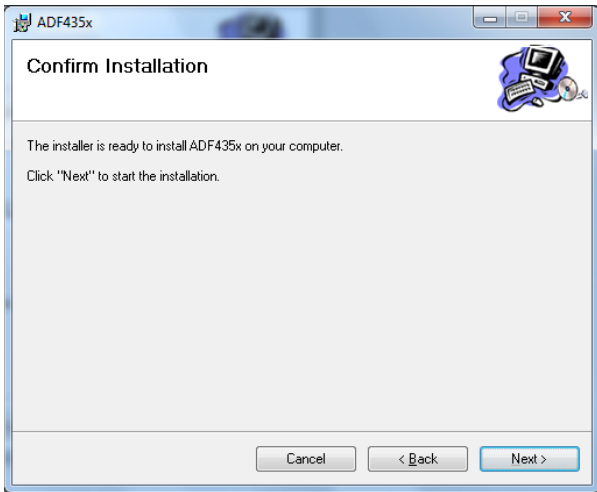 ADF435x
Confirm Installation
The installer is ready to install ADF435x on your computer.
Click "Next" to start the installation.
Cancel
< Back
Next >